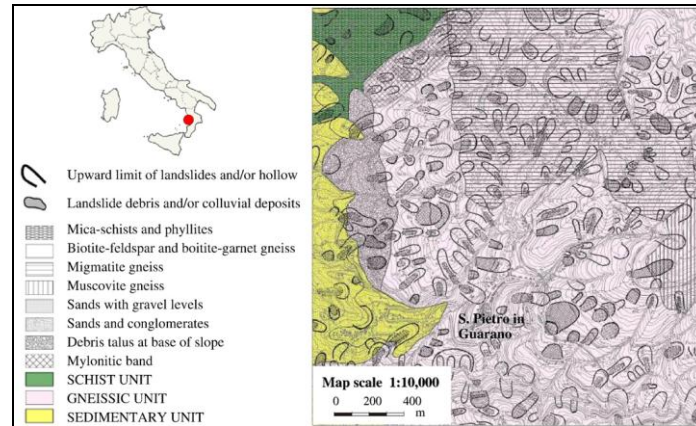 Upward limit of landslides and/or hollow
Landslide debris and/or colluvial deposits
Mica-schists and phyllites
Biotite-feldspar and boitite-garnet gneiss
Migmatite gneiss
Muscovite gneiss
Sands with gravel levels
Sands and conglomerates
Debris talus at base of slope
Mylonitic band
SCHIST UNIT
GNEISSIC UNIT
SEDIMENTARY UNIT
S. Pietro in
Guarano
Map scale 1:10,000
0 200 400
m